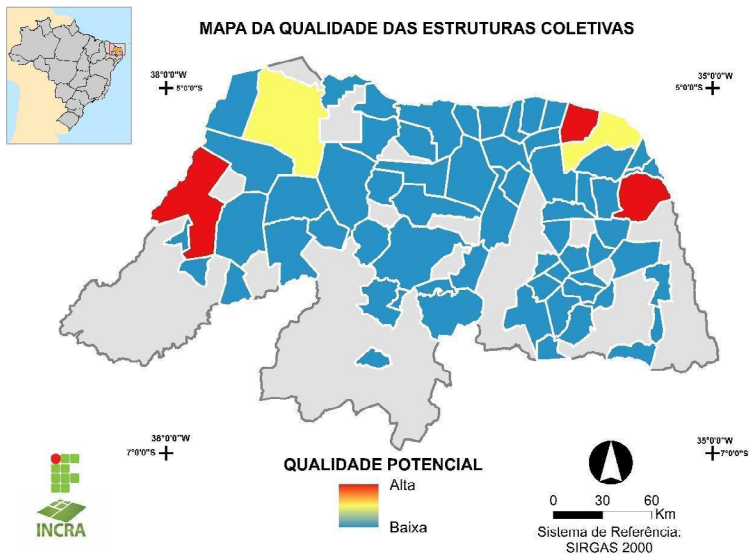 MAPA DA QUALIDADE DAS ESTRUTURAS COLETIVAS
38°0'0"W
5°0'0"S
35°0'0"W
5°0'0"S
38°0'0"W
7°0'0"S
35°0'0"W
7°0'0"S
QUALIDADE POTENCIAL
Alta
Baixa
0 30 60
Km
Sistema de Referência:
SIRGAS 2000
INCRA